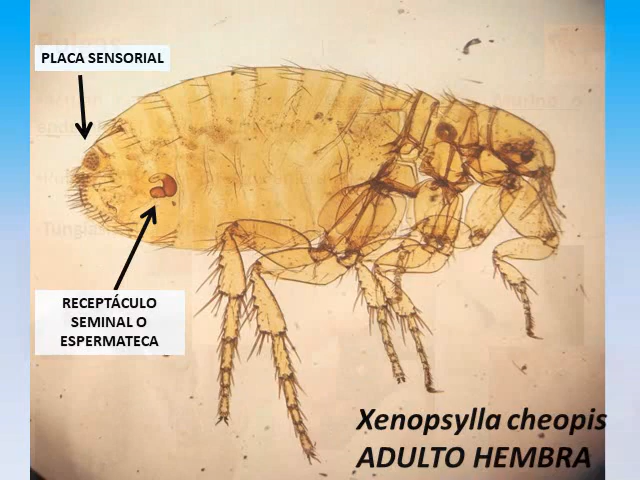 PLACA SENSORIAL
RECEPTÁCULO
SEMINAL O
ESPERMATECA
Xenopsylla cheopis
ADULTO HEMBRA